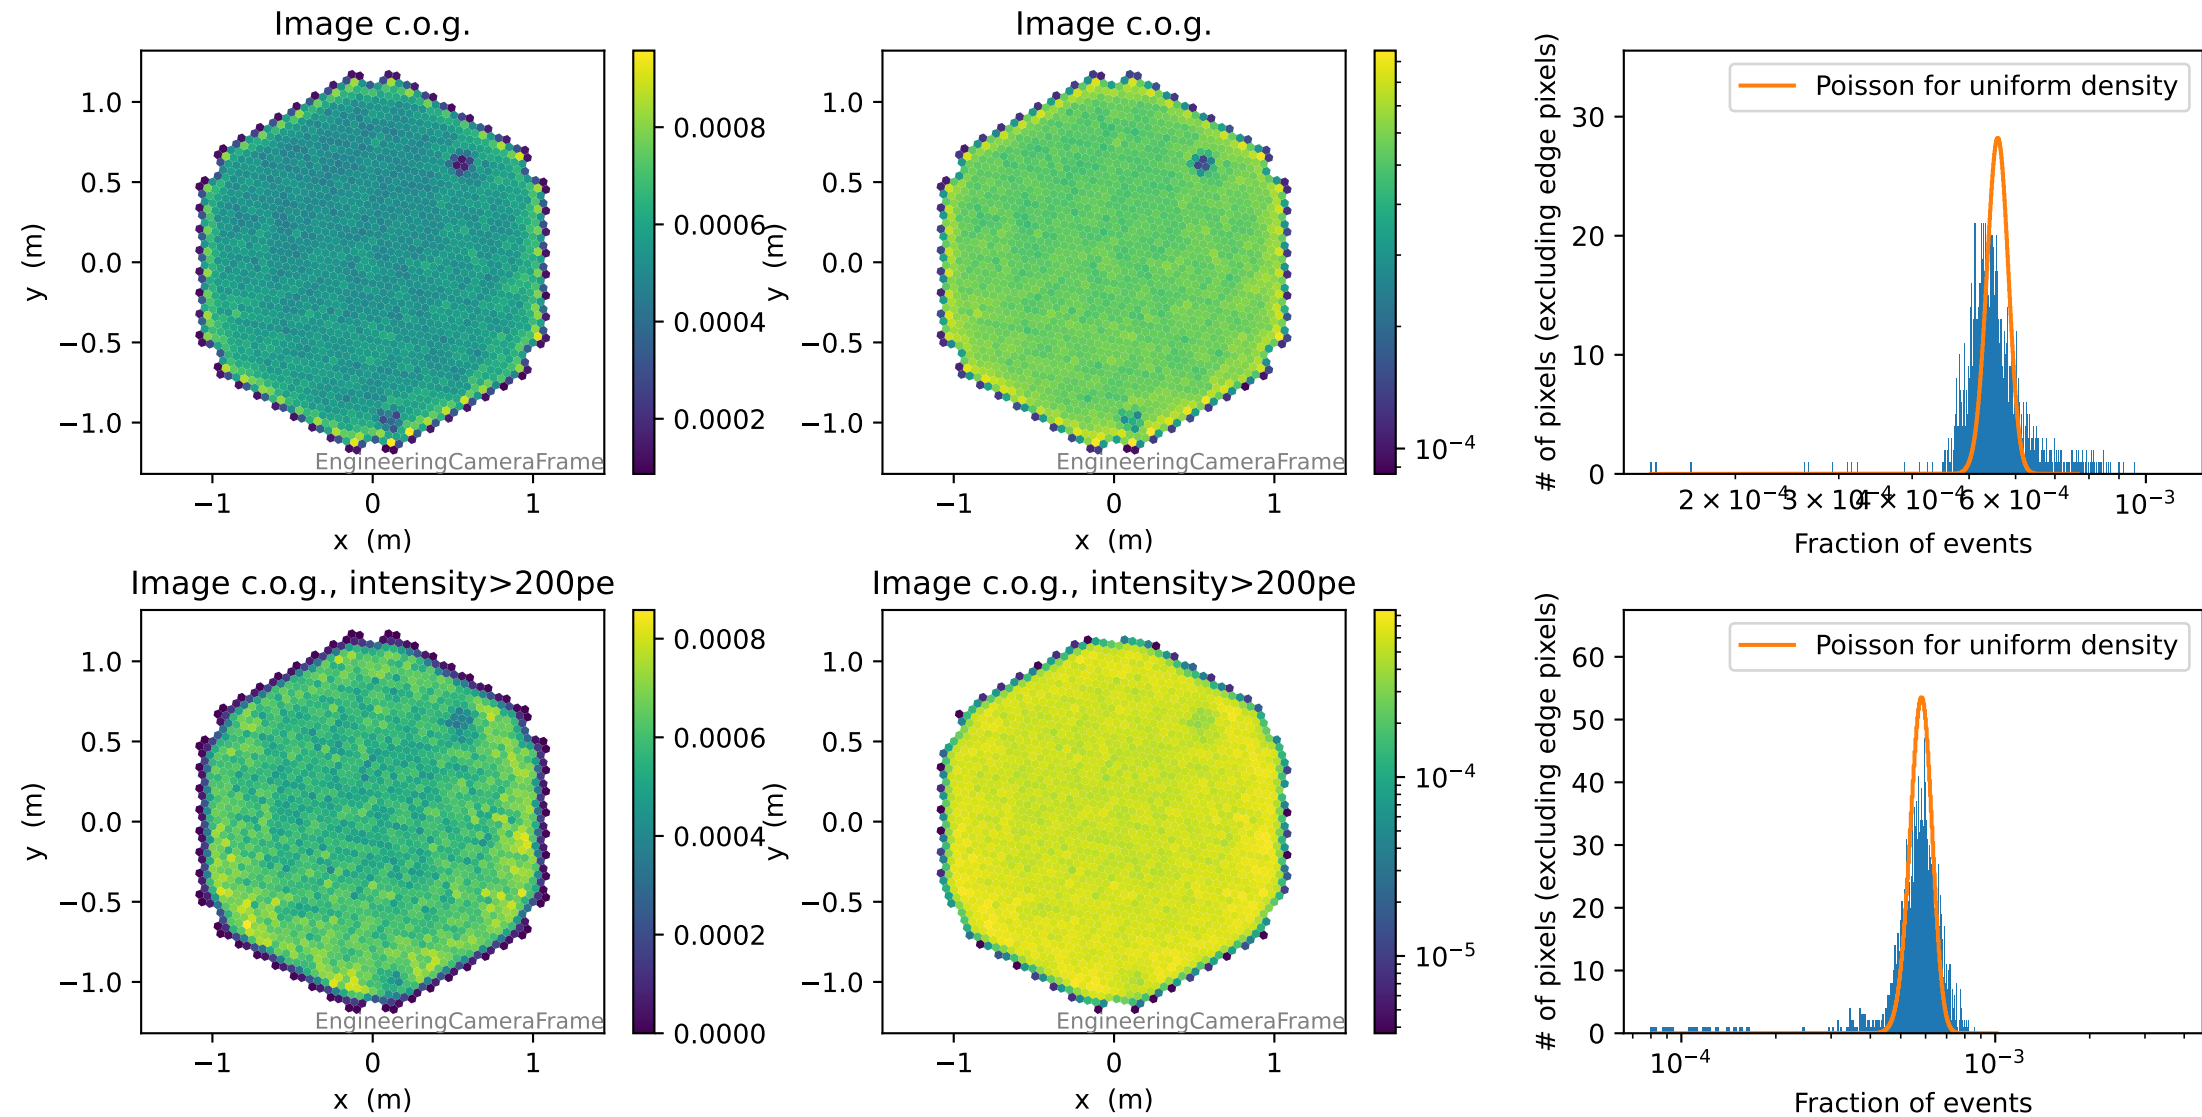 Image c.o.g.
1.0
0.5
0.0
−0.5
−1.0
y (m)
−1
0
1
x (m)
EngineeringCameraFrame
0.0008
0.0006
0.0004
0.0002
Image c.o.g.
1.0
0.5
0.0
−0.5
−1.0
y (m)
−1
0
1
x (m)
EngineeringCameraFrame
10⁻⁴
# of pixels (excluding edge pixels)
30
20
10
0
Poisson for uniform density
2 × 10⁻⁴
3 × 10⁻⁴
4 × 10⁻⁴
6 × 10⁻⁴
10⁻³
Fraction of events
Image c.o.g., intensity>200pe
1.0
0.5
0.0
−0.5
−1.0
y (m)
−1
0
1
x (m)
EngineeringCameraFrame
0.0008
0.0006
0.0004
0.0002
0.0000
Image c.o.g., intensity>200pe
1.0
0.5
0.0
−0.5
−1.0
y (m)
−1
0
1
x (m)
EngineeringCameraFrame
10⁻⁴
10⁻⁵
# of pixels (excluding edge pixels)
60
50
40
30
20
10
0
Poisson for uniform density
10⁻⁴
10⁻³
Fraction of events